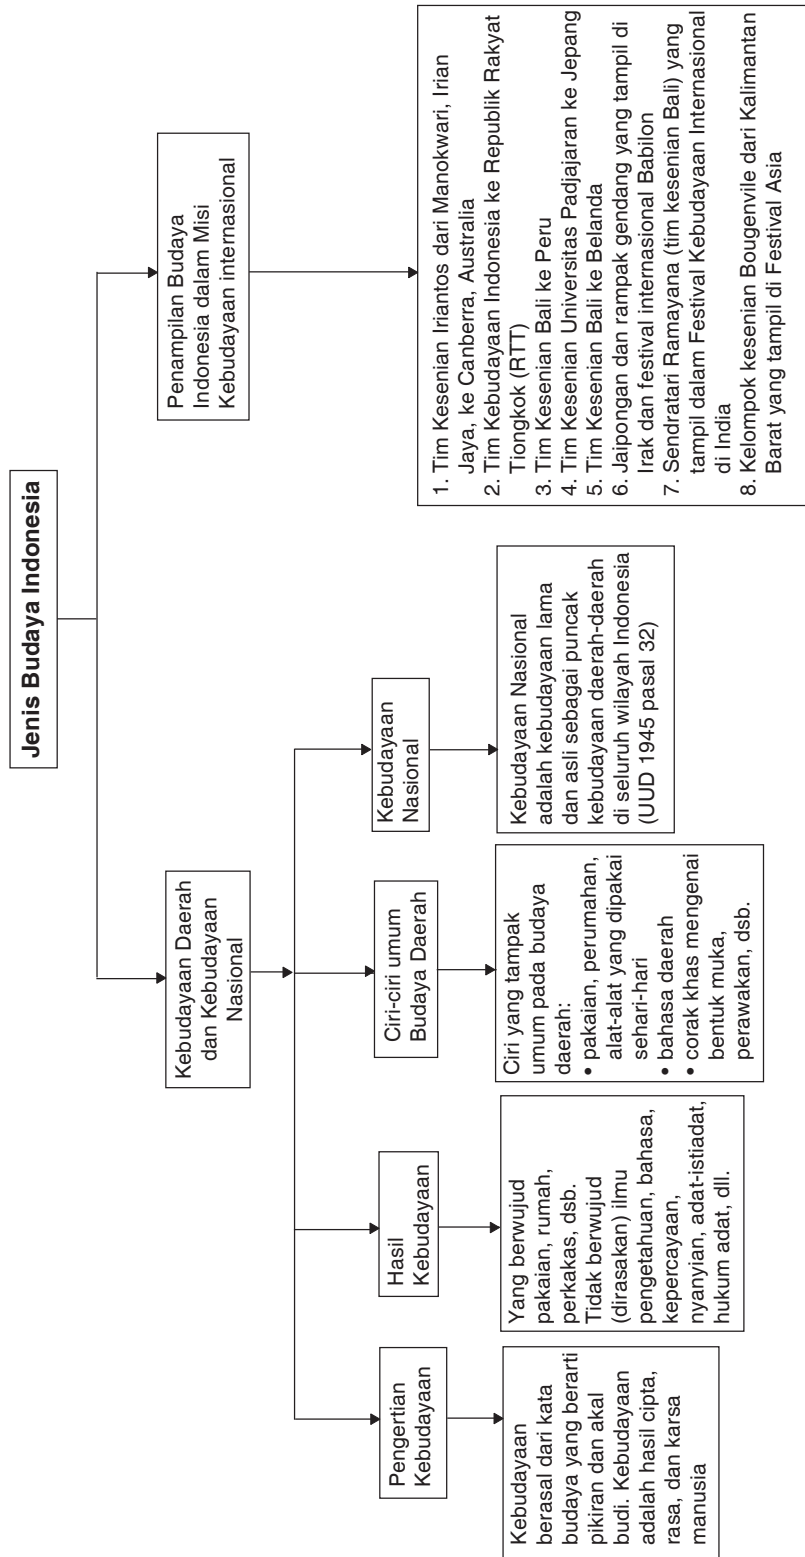 Jenis Budaya Indonesia
Kebudayaan Daerah
dan Kebudayaan
Nasional
Penampilan Budaya
Indonesia dalam Misi
Kebudayaan internasional
Pengertian
Kebudayaan
Hasil
Kebudayaan
Ciri-ciri umum
Budaya Daerah
Kebudayaan
Nasional
Kebudayaan
berasal dari kata
budaya yang berarti
pikiran dan akal
budi. Kebudayaan
adalah hasil cipta,
rasa, dan karsa
manusia
Yang berwujud
pakaian, rumah,
perkakas, dsb.
Tidak berwujud
(dirasakan) ilmu
pengetahuan, bahasa,
kepercayaan,
nyanyian, adat-istiadat,
hukum adat, dll.
Ciri yang tampak
umum pada budaya
daerah:
• pakaian, perumahan,
alat-alat yang dipakai
sehari-hari
• bahasa daerah
• corak khas mengenai
bentuk muka,
perawakan, dsb.
Kebudayaan Nasional
adalah kebudayaan lama
dan asli sebagai puncak
kebudayaan daerah-daerah
di seluruh wilayah Indonesia
(UUD 1945 pasal 32)
1. Tim Kesenian Iriantos dari Manokwari, Irian
Jaya, ke Canberra, Australia
2. Tim Kebudayaan Indonesia ke Republik Rakyat
Tiongkok (RTT)
3. Tim Kesenian Bali ke Peru
4. Tim Kesenian Universitas Padjajaran ke Jepang
5. Tim Kesenian Bali ke Belanda
6. Jaipongan dan rampak gendang yang tampil di
Irak dan festival internasional Babilon
7. Sendratari Ramayana (tim kesenian Bali) yang
tampil dalam Festival Kebudayaan Internasional
di India
8. Kelompok kesenian Bougenvile dari Kalimantan
Barat yang tampil di Festival Asia